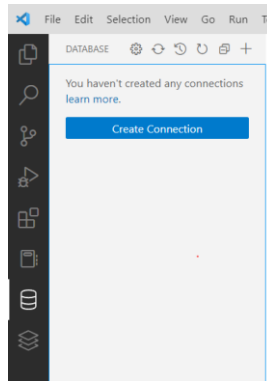 File Edit Selection View Go Run
DATABASE
You haven't created any connections
learn more.
Create Connection